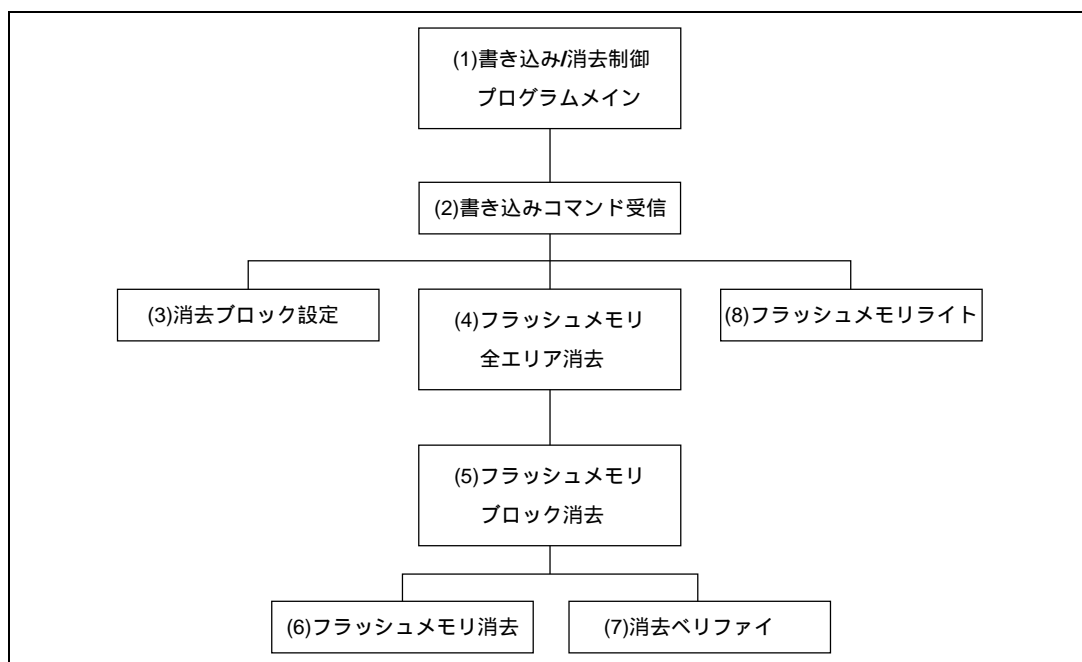 (1)書き込み/消去制御
プログラムメイン
(2)書き込みコマンド受信
(3)消去ブロック設定
(4)フラッシュメモリ
全エリア消去
(8)フラッシュメモリライト
(5)フラッシュメモリ
ブロック消去
(6)フラッシュメモリ消去
(7)消去ベリファイ